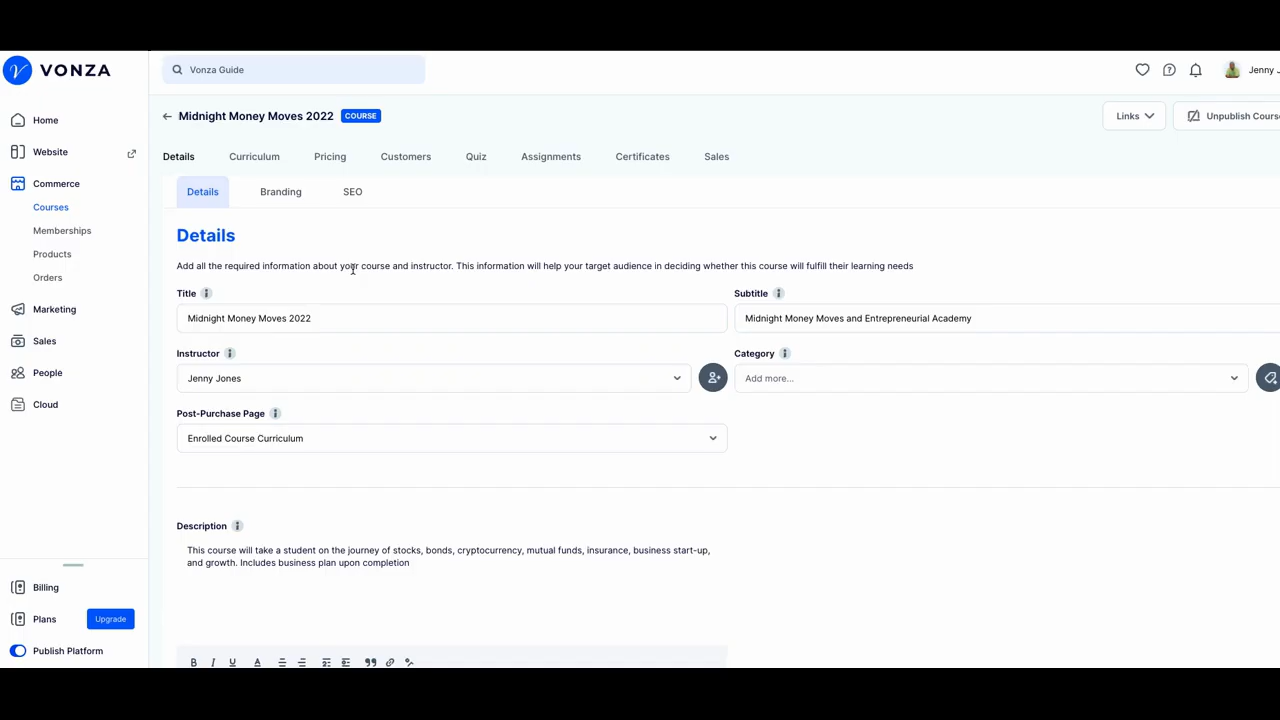 VONZA
Vonza Guide
Jenny J
Home
Website
Commerce
Courses
Memberships
Products
Orders
Marketing
Sales
People
Cloud
Billing
Plans
Upgrade
Publish Platform
Midnight Money Moves 2022
COURSE
Links
Unpublish Cours
Details
Curriculum
Pricing
Customers
Quiz
Assignments
Certificates
Sales
Details
Branding
SEO
Details
Add all the required information about your course and instructor. This information will help your target audience in deciding whether this course will fulfill their learning needs
Title
Midnight Money Moves 2022
Subtitle
Midnight Money Moves and Entrepreneurial Academy
Instructor
Jenny Jones
Category
Add more...
Post-Purchase Page
Enrolled Course Curriculum
Description
This course will take a student on the journey of stocks, bonds, cryptocurrency, mutual funds, insurance, business start-up,
and growth. Includes business plan upon completion
B I U A